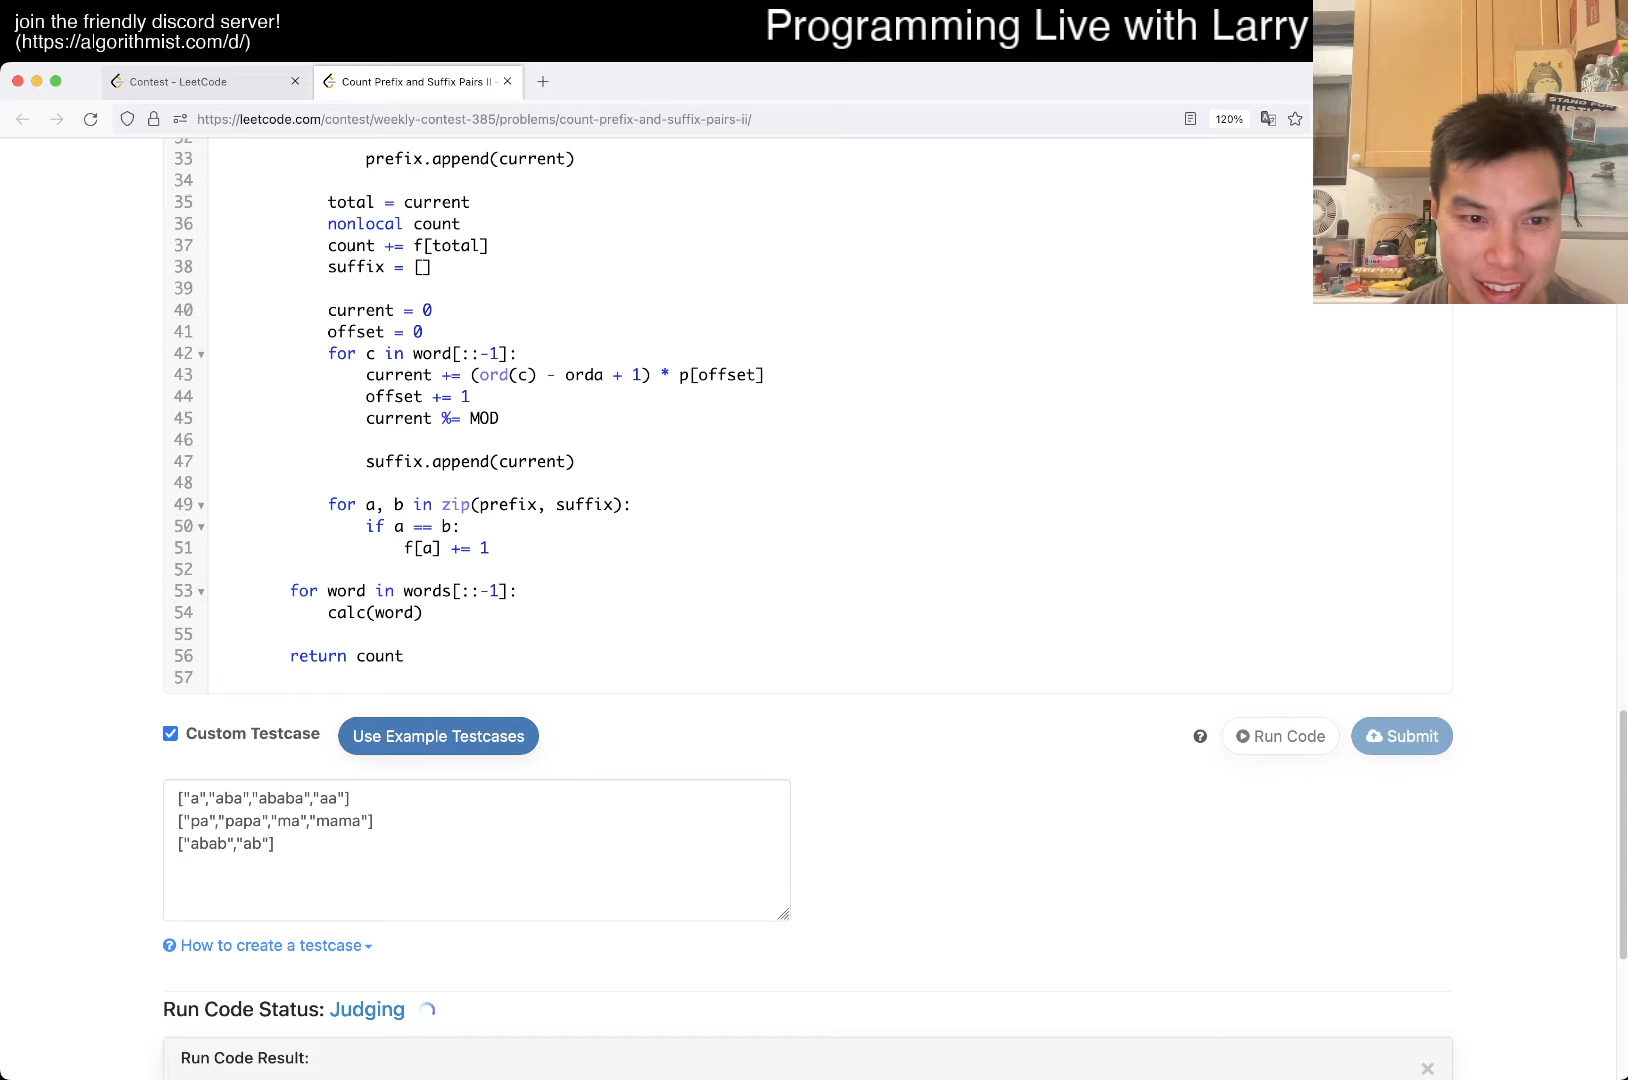 join the friendly discord server!
(https://algorithmist.com/d/)
Programming Live with Larry
Contest - LeetCode
Count Prefix and Suffix Pairs II -
https://leetcode.com/contest/weekly-contest-385/problems/count-prefix-and-suffix-pairs-ii/
120%
STAND FOR
33 prefix.append(current)
34
35 total = current
36 nonlocal count
37 count += f[total]
38 suffix = []
39
40 current = 0
41 offset = 0
42 for c in word[::-1]:
43 current += (ord(c) - orda + 1) * p[offset]
44 offset += 1
45 current %= MOD
46
47 suffix.append(current)
48
49 for a, b in zip(prefix, suffix):
50 if a == b:
51 f[a] += 1
52
53 for word in words[::-1]:
54 calc(word)
55
56 return count
57
Custom Testcase
Use Example Testcases
Run Code
Submit
["a","aba","ababa","aa"]
["pa","papa","ma","mama"]
["abab","ab"]
How to create a testcase
Run Code Status: Judging
Run Code Result: